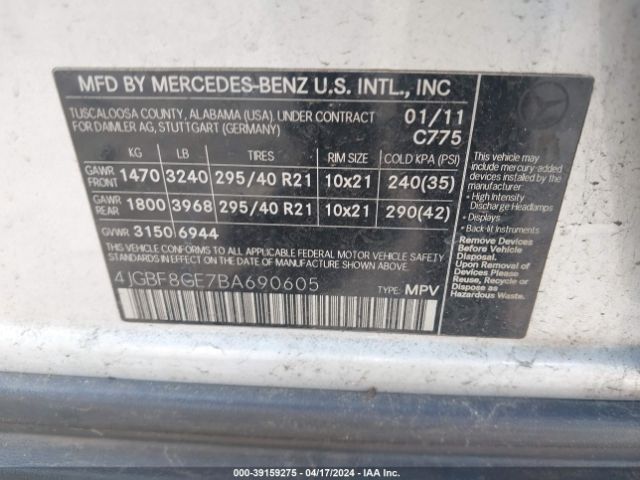 MFD BY MERCEDES-BENZ U.S. INTL., INC
TUSCALOOSA COUNTY, ALABAMA (USA), UNDER CONTRACT
FOR DAIMLER AG, STUTTGART (GERMANY)
01/11
C775
KG LB TIRES RIM SIZE COLD KPA (PSI)
GAWR FRONT 1470 3240 295/40 R21 10x21 240(35)
GAWR REAR 1800 3968 295/40 R21 10x21 290(42)
GVWR 3150 6944
THIS VEHICLE CONFORMS TO ALL APPLICABLE FEDERAL MOTOR VEHICLE SAFETY
STANDARDS IN EFFECT ON THE DATE OF MANUFACTURE SHOWN ABOVE.
4JGBF8GE7BA690605
TYPE: MPV
This vehicle may
include mercury-added
devices installed by the
manufacturer:
• High Intensity
Discharge Headlamps
• Displays
• Back-lit Instruments
Remove Devices
Before Vehicle
Disposal.
Upon Removal of
Devices Please
Reuse, Recycle or
Dispose as
Hazardous Waste.
000-39159275 - 04/17/2024 - IAA Inc.